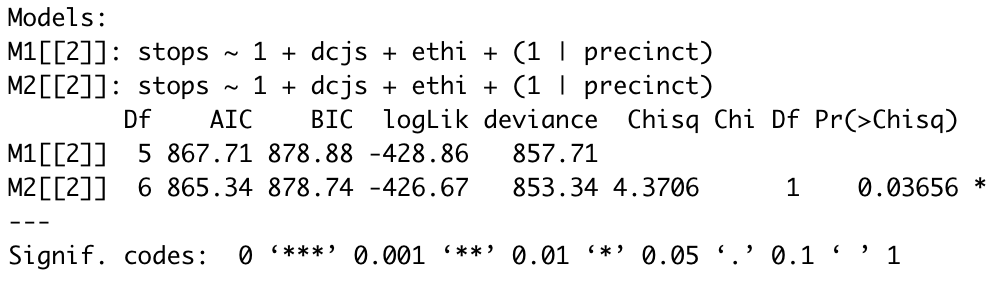 Models:
M1[[2]]: stops ~ 1 + dcjs + ethi + (1 | precinct)
M2[[2]]: stops ~ 1 + dcjs + ethi + (1 | precinct)
        Df    AIC    BIC  logLik deviance  Chisq Chi Df Pr(>Chisq)
M1[[2]]  5 867.71 878.88 -428.86   857.71
M2[[2]]  6 865.34 878.74 -426.67   853.34 4.3706      1    0.03656 *
---
Signif. codes:  0 ‘***’ 0.001 ‘**’ 0.01 ‘*’ 0.05 ‘.’ 0.1 ‘ ’ 1